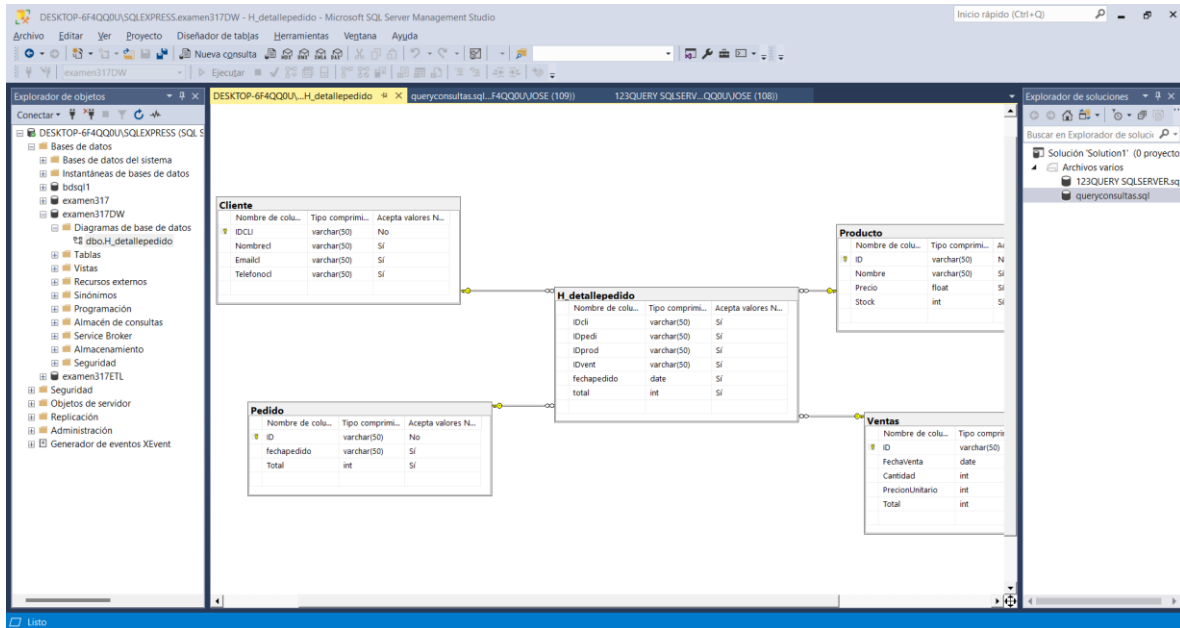 DESKTOP-6F4QQ0U\SQLEXPRESS.examen317DW - H_detallepedido - Microsoft SQL Server Management Studio
Inicio rápido (Ctrl+Q)
Archivo Editar Ver Proyecto Diseñador de tablas Herramientas Ventana Ayuda
Nueva consulta
examen317DW
Ejecutar
Explorador de objetos
Conectar
DESKTOP-6F4QQ0U\SQLEXPRESS (SQL S
Bases de datos
Bases de datos del sistema
Instantáneas de bases de datos
bdsql1
examen317
examen317DW
Diagramas de base de datos
dbo.H_detallepedido
Tablas
Vistas
Recursos externos
Sinónimos
Programación
Almacén de consultas
Service Broker
Almacenamiento
Seguridad
examen317ETL
Seguridad
Objetos de servidor
Replicación
Administración
Generador de eventos XEvent
DESKTOP-6F4QQ0U\...H_detallepedido
queryconsultas.sql...F4QQ0U\JOSE (109))
123QUERY SQLSERV...QQ0U\JOSE (108))
Cliente
Nombre de colu... Tipo comprimi... Acepta valores N...
IDCLI varchar(50) No
Nombrecl varchar(50) Sí
Emailcl varchar(50) Sí
Telefonocl varchar(50) Sí
Producto
Nombre de colu... Tipo comprimi... Ac
ID varchar(50) N
Nombre varchar(50) Sí
Precio float Sí
Stock int Sí
H_detallepedido
Nombre de colu... Tipo comprimi... Acepta valores N...
IDcli varchar(50) Sí
IDpedi varchar(50) Sí
IDprod varchar(50) Sí
IDvent varchar(50) Sí
fechapedido date Sí
total int Sí
Pedido
Nombre de colu... Tipo comprimi... Acepta valores N...
ID varchar(50) No
fechapedido varchar(50) Sí
Total int Sí
Ventas
Nombre de colu... Tipo comprim
ID varchar(50)
FechaVenta date
Cantidad int
PrecionUnitario int
Total int
Explorador de soluciones
Buscar en Explorador de soluci
Solución 'Solution1' (0 proyecto
Archivos varios
123QUERY SQLSERVER.sq
queryconsultas.sql
Listo